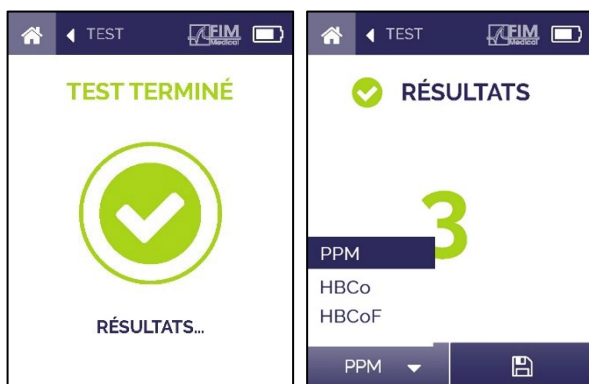 TEST
FIM
Medical
TEST TERMINÉ
RÉSULTATS...
TEST
FIM
Medical
RÉSULTATS
3
PPM
HBCo
HBCoF
PPM